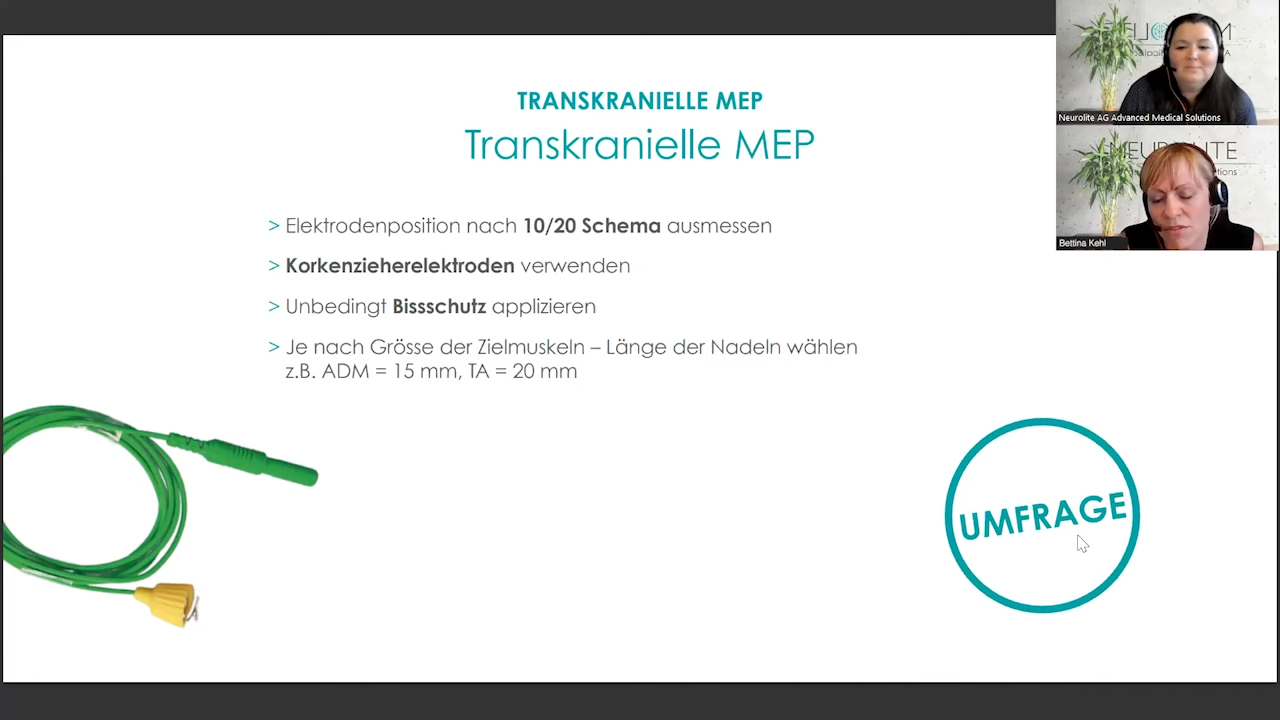 TRANSKRANIELLE MEP
Transkranielle MEP
> Elektrodenposition nach 10/20 Schema ausmessen
> Korkenzieherelektroden verwenden
> Unbedingt Bissschutz applizieren
> Je nach Grösse der Zielmuskeln – Länge der Nadeln wählen
z.B. ADM = 15 mm, TA = 20 mm
UMFRAGE
Neurolite AG Advanced Medical Solutions
Bettina Kehl